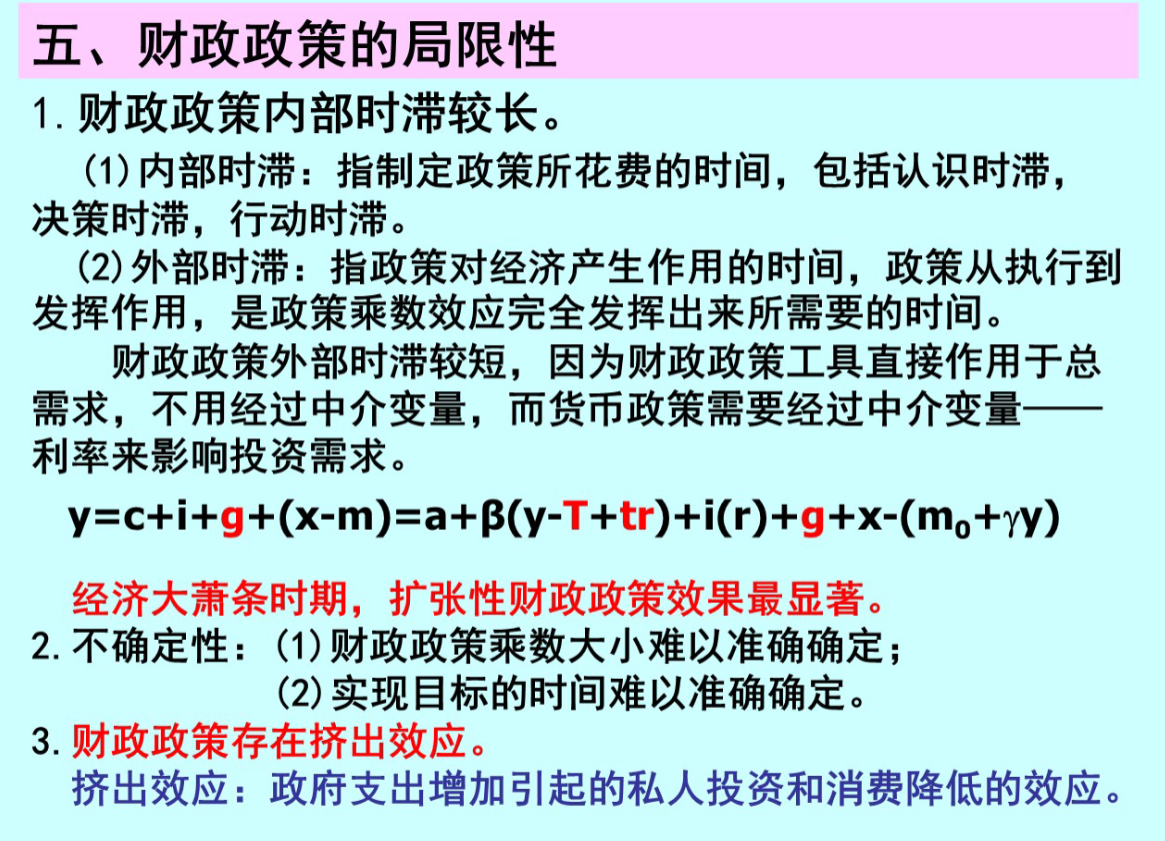 五、财政政策的局限性
1. 财政政策内部时滞较长。
(1)内部时滞：指制定政策所花费的时间，包括认识时滞，
决策时滞，行动时滞。
(2)外部时滞：指政策对经济产生作用的时间，政策从执行到
发挥作用，是政策乘数效应完全发挥出来所需要的时间。
财政政策外部时滞较短，因为财政政策工具直接作用于总
需求，不用经过中介变量，而货币政策需要经过中介变量——
利率来影响投资需求。
y=c+i+g+(x-m)=a+β(y-T+tr)+i(r)+g+x-(m₀+γy)
经济大萧条时期，扩张性财政政策效果最显著。
2. 不确定性：(1)财政政策乘数大小难以准确确定；
(2)实现目标的时间难以准确确定。
3. 财政政策存在挤出效应。
挤出效应：政府支出增加引起的私人投资和消费降低的效应。